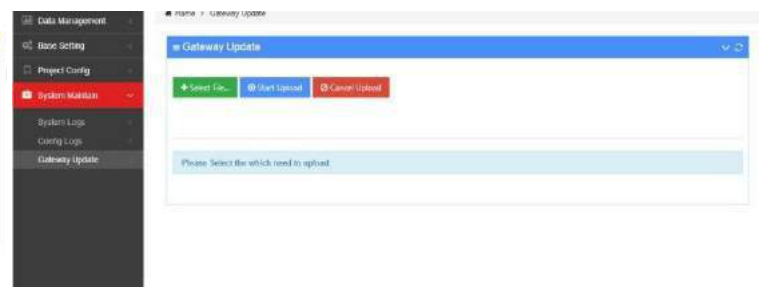 Data Management
Base Setting
Project Config
System Maintain
System Logs
Config Logs
Gateway Update
Home > Gateway Update
Gateway Update
Select File...
Start Upload
Cancel Upload
Please Select the which need to upload